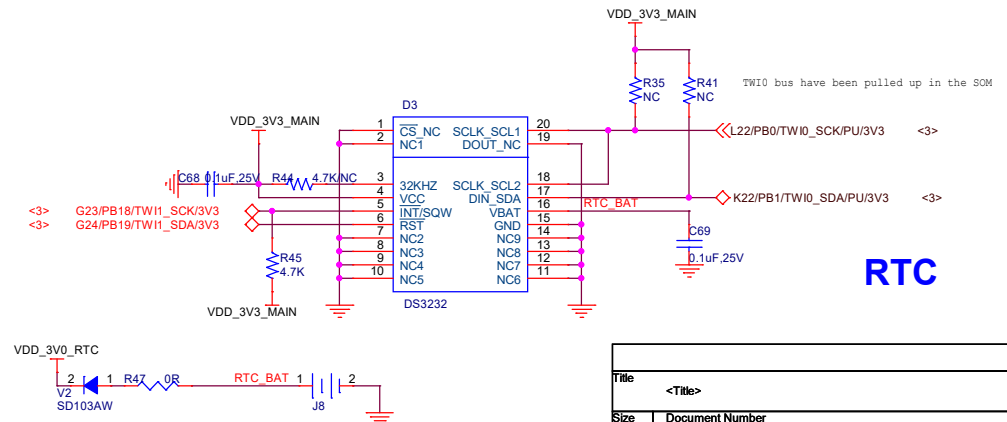 VDD_3V3_MAIN
R35
NC
R41
NC
TWI0 bus have been pulled up in the SOM
D3
VDD_3V3_MAIN
1 CS_NC SCLK_SCL1 20
2 NC1 DOUT_NC 19
L22/PB0/TWI0_SCK/PU/3V3 <3>
C68 0.1uF,25V R44 4.7K/NC
3 32KHZ SCLK_SCL2 18
4 VCC DIN_SDA 17
K22/PB1/TWI0_SDA/PU/3V3 <3>
<3> G23/PB18/TWI1_SCK/3V3
5 INT/SQW VBAT 16 RTC_BAT
<3> G24/PB19/TWI1_SDA/3V3
6 RST GND 15
7 NC2 NC9 14
8 NC3 NC8 13
9 NC4 NC7 12
10 NC5 NC6 11
C69
0.1uF,25V
R45
4.7K
RTC
DS3232
VDD_3V3_MAIN
VDD_3V0_RTC
2 1 R47 0R RTC_BAT 1 2
V2
SD103AW
J8
Title
<Title>
Size Document Number